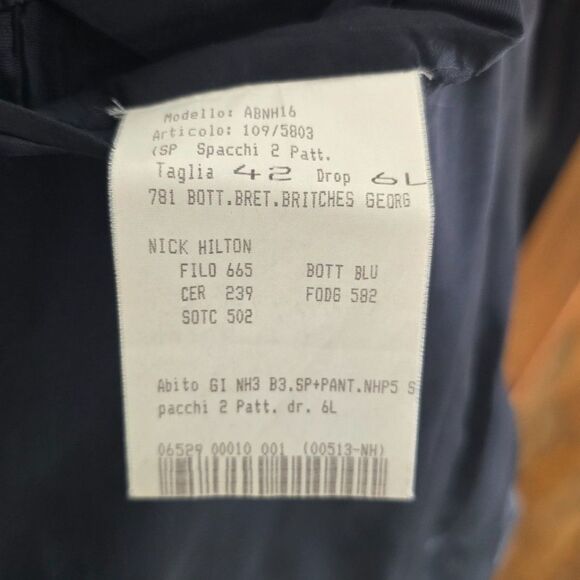 Modello: ABNH16
Articolo: 109/5803
(SP Spacchi 2 Patt.
Taglia 42 Drop 6L
781 BOTT.BRET.BRITCHES GEORG
NICK HILTON
FILO 665 BOTT BLU
CER 239 FODG 582
SOTC 502
Abito GI NH3 B3.SP+PANT.NHP5 S
pacchi 2 Patt. dr. 6L
06529 00010 001 (00513-NH)